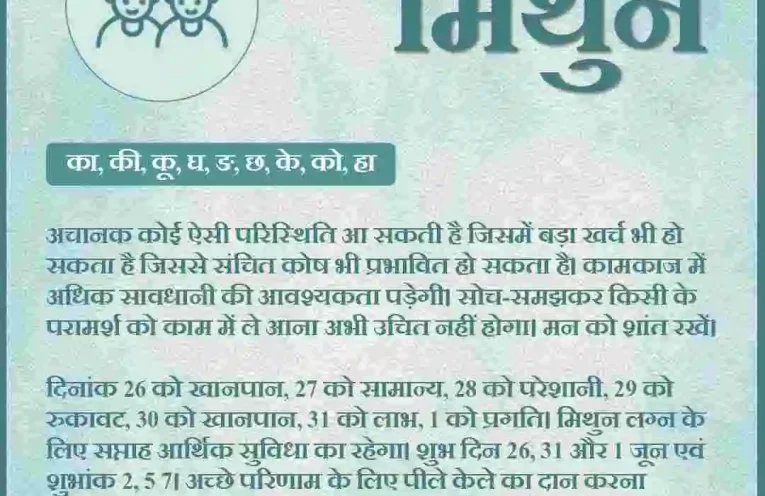 मिथुन
का, की, कू, घ, ङ, छ, के, को, हा
अचानक कोई ऐसी परिस्थिति आ सकती है जिसमें बड़ा खर्च भी हो
सकता है जिससे संचित कोष भी प्रभावित हो सकता है। कामकाज में
अधिक सावधानी की आवश्यकता पड़ेगी। सोच-समझकर किसी के
परामर्श को काम में ले आना अभी उचित नहीं होगा। मन को शांत रखें।
दिनांक 26 को खानपान, 27 को सामान्य, 28 को परेशानी, 29 को
रुकावट, 30 को खानपान, 31 को लाभ, 1 को प्रगति। मिथुन लग्न के
लिए सप्ताह आर्थिक सुविधा का रहेगा। शुभ दिन 26, 31 और 1 जून एवं
शुभांक 2, 5 7। अच्छे परिणाम के लिए पीले केले का दान करना